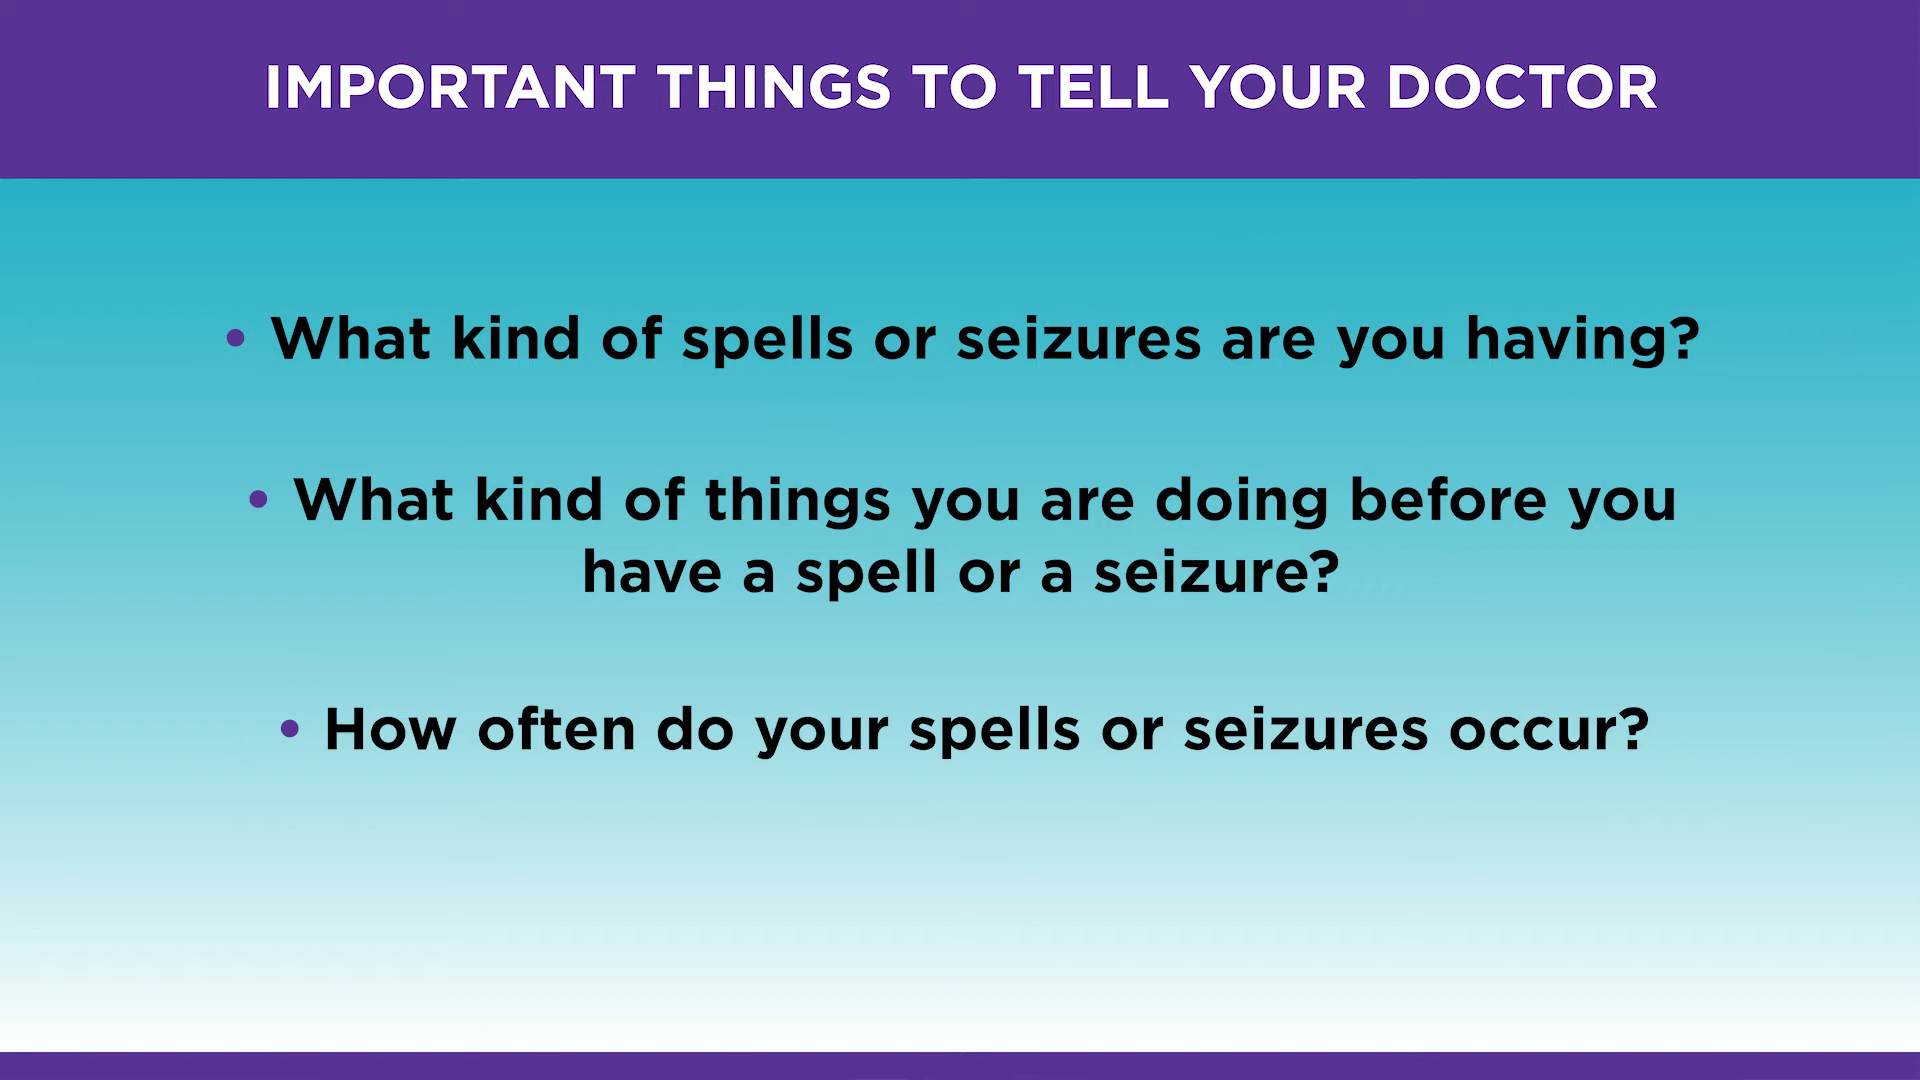 IMPORTANT THINGS TO TELL YOUR DOCTOR
• What kind of spells or seizures are you having?
• What kind of things you are doing before you
have a spell or a seizure?
• How often do your spells or seizures occur?